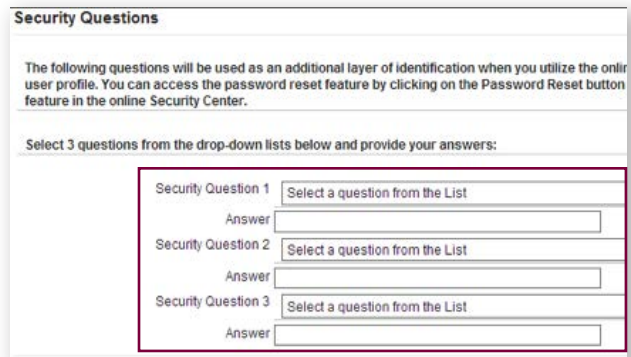 Security Questions
The following questions will be used as an additional layer of identification when you utilize the
user profile. You can access the password reset feature by clicking on the Password Reset button
feature in the online Security Center.
Select 3 questions from the drop-down lists below and provide your answers:
Security Question 1 Select a question from the List
Answer
Security Question 2 Select a question from the List
Answer
Security Question 3 Select a question from the List
Answer